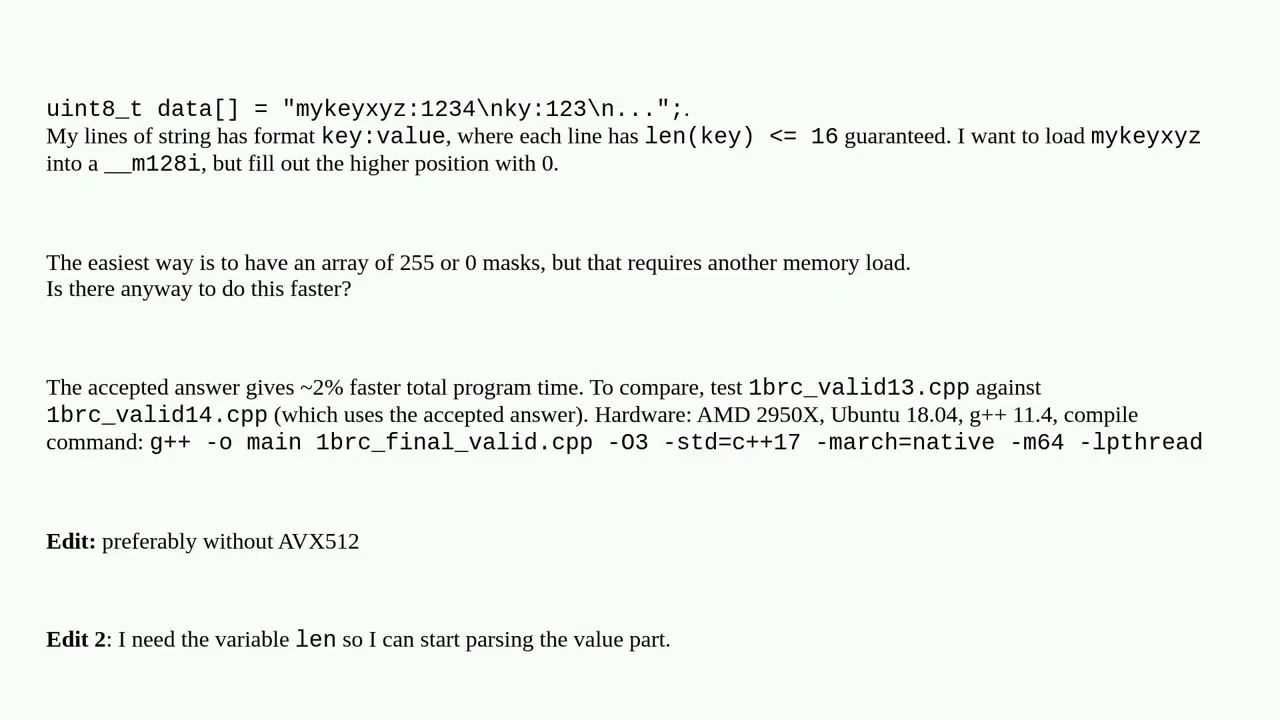 uint8_t data[] = "mykeyxyz:1234\nky:123\n...";.
My lines of string has format key:value, where each line has len(key) <= 16 guaranteed. I want to load mykeyxyz
into a __m128i, but fill out the higher position with 0.
The easiest way is to have an array of 255 or 0 masks, but that requires another memory load.
Is there anyway to do this faster?
The accepted answer gives ~2% faster total program time. To compare, test 1brc_valid13.cpp against
1brc_valid14.cpp (which uses the accepted answer). Hardware: AMD 2950X, Ubuntu 18.04, g++ 11.4, compile
command: g++ -o main 1brc_final_valid.cpp -O3 -std=c++17 -march=native -m64 -lpthread
Edit: preferably without AVX512
Edit 2: I need the variable len so I can start parsing the value part.